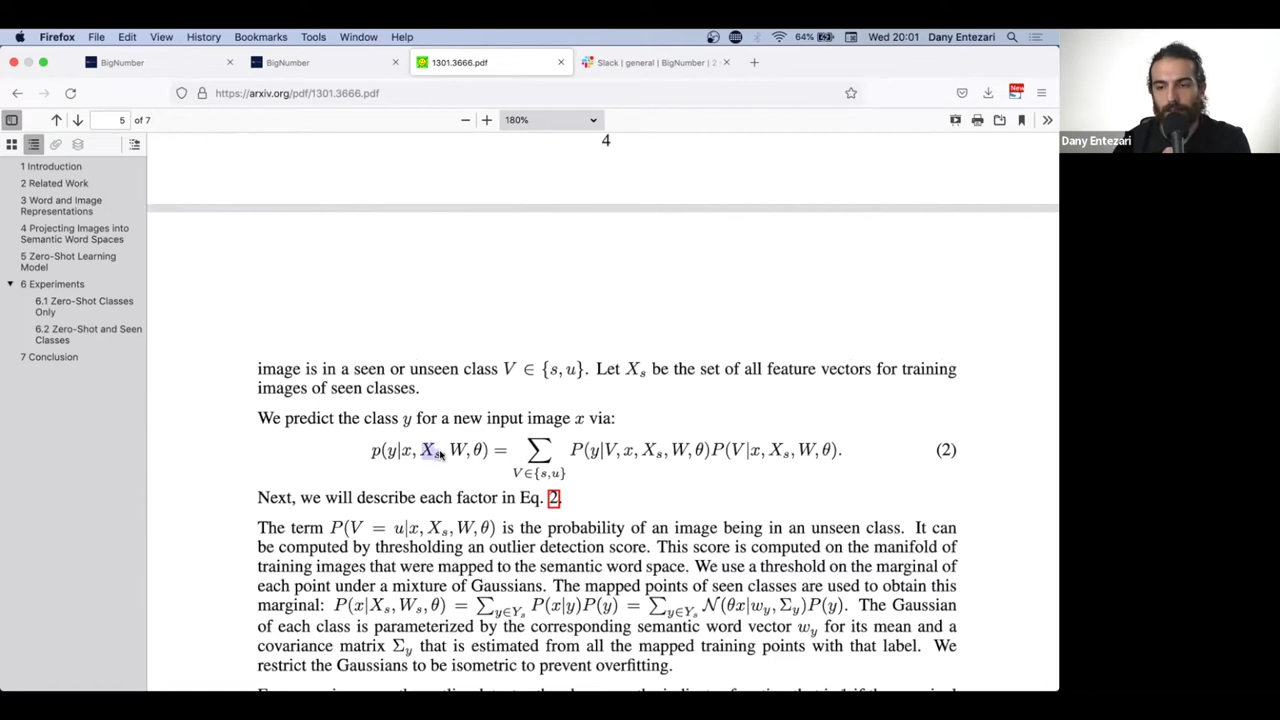 Firefox File Edit View History Bookmarks Tools Window Help 64% Wed 20:01 Dany Entezari
BigNumber BigNumber 1301.3666.pdf Slack | general | BigNumber | 2
https://arxiv.org/pdf/1301.3666.pdf New
5 of 7 180%
1 Introduction
2 Related Work
3 Word and Image
Representations
4 Projecting Images into
Semantic Word Spaces
5 Zero-Shot Learning
Model
6 Experiments
6.1 Zero-Shot Classes
Only
6.2 Zero-Shot and Seen
Classes
7 Conclusion
4
image is in a seen or unseen class V ∈ {s, u}. Let X_s be the set of all feature vectors for training
images of seen classes.
We predict the class y for a new input image x via:
p(y|x, X_s, W, θ) = ∑_{V∈{s,u}} P(y|V, x, X_s, W, θ)P(V|x, X_s, W, θ). (2)
Next, we will describe each factor in Eq. 2.
The term P(V = u|x, X_s, W, θ) is the probability of an image being in an unseen class. It can
be computed by thresholding an outlier detection score. This score is computed on the manifold of
training images that were mapped to the semantic word space. We use a threshold on the marginal of
each point under a mixture of Gaussians. The mapped points of seen classes are used to obtain this
marginal: P(x|X_s, W_s, θ) = ∑_{y∈Y_s} P(x|y)P(y) = ∑_{y∈Y_s} N(θx|w_y, Σ_y)P(y). The Gaussian
of each class is parameterized by the corresponding semantic word vector w_y for its mean and a
covariance matrix Σ_y that is estimated from all the mapped training points with that label. We
restrict the Gaussians to be isometric to prevent overfitting.
Dany Entezari